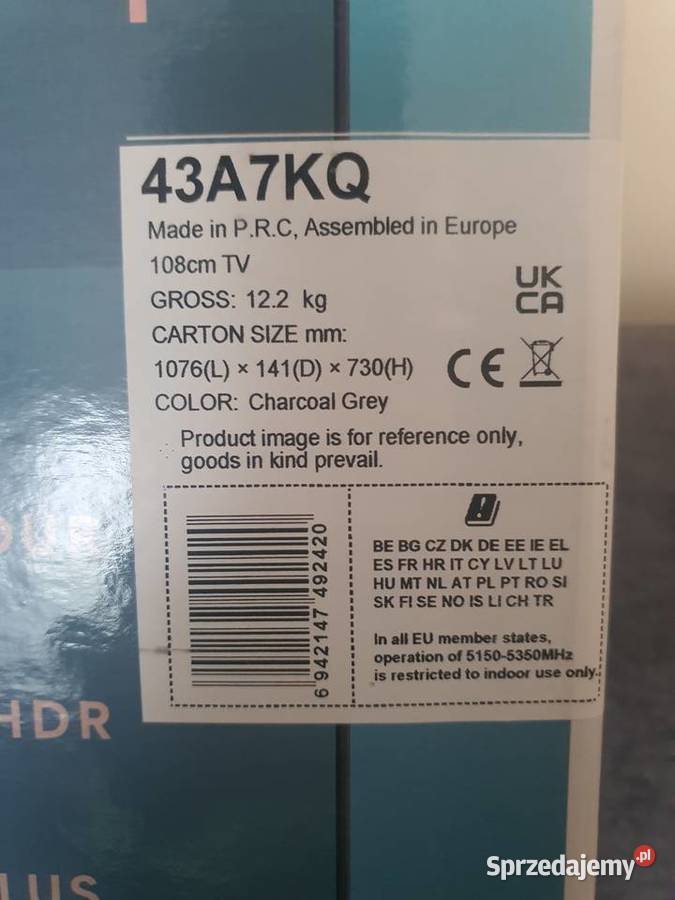 43A7KQ
Made in P.R.C, Assembled in Europe
108cm TV
GROSS: 12.2 kg
CARTON SIZE mm:
1076(L) × 141(D) × 730(H)
COLOR: Charcoal Grey
UK
CA
CE
Product image is for reference only,
goods in kind prevail.
6 942147 492420
BE BG CZ DK DE EE IE EL
ES FR HR IT CY LV LT LU
HU MT NL AT PL PT RO SI
SK FI SE NO IS LI CH TR
In all EU member states,
operation of 5150-5350MHz
is restricted to indoor use only.
HDR
Sprzedajemy.pl